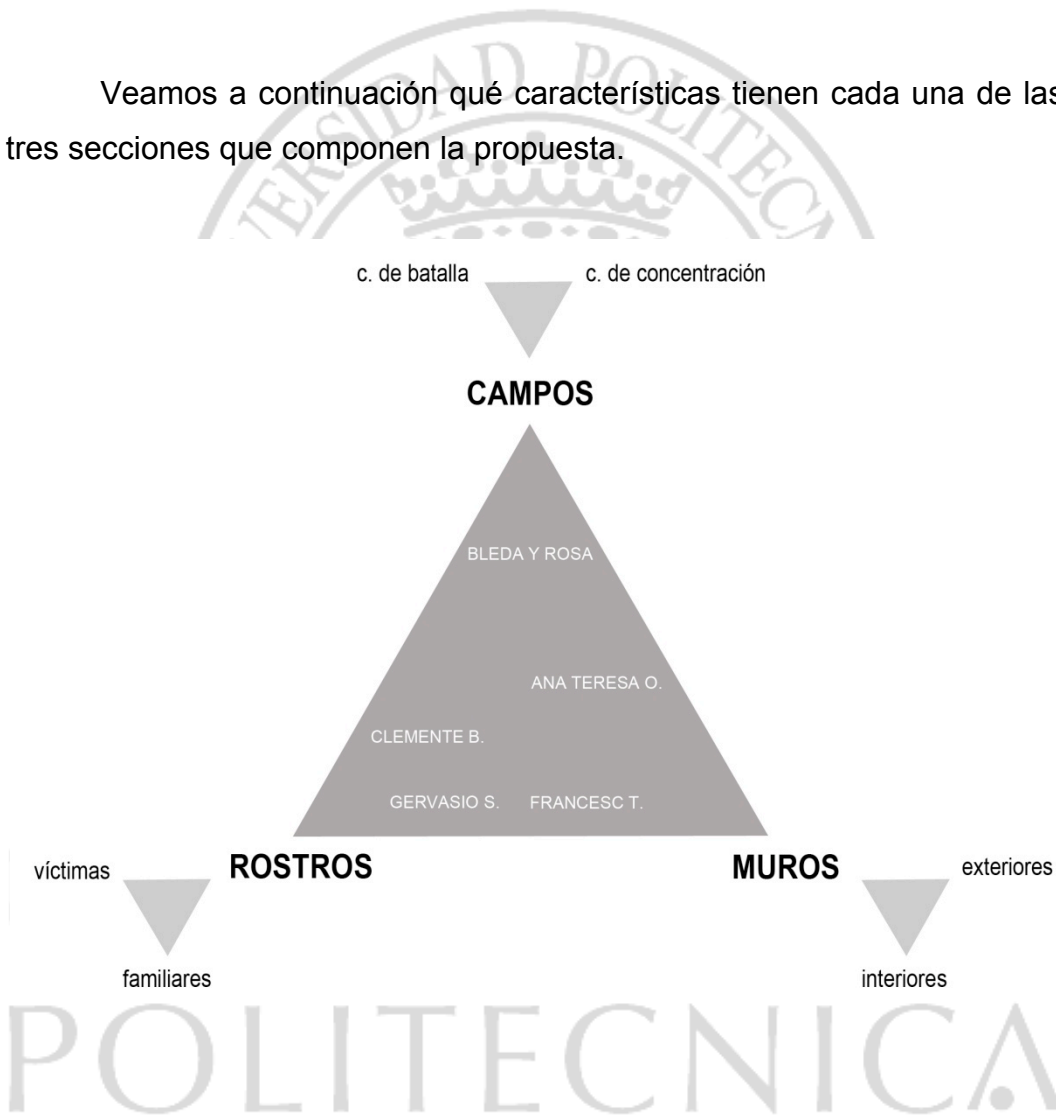 Veamos a continuación qué características tienen cada una de las
tres secciones que componen la propuesta.
c. de batalla c. de concentración
CAMPOS
BLEDA Y ROSA
ANA TERESA O.
CLEMENTE B.
GERVASIO S. FRANCESC T.
víctimas ROSTROS MUROS exteriores
familiares interiores
POLITECNICA